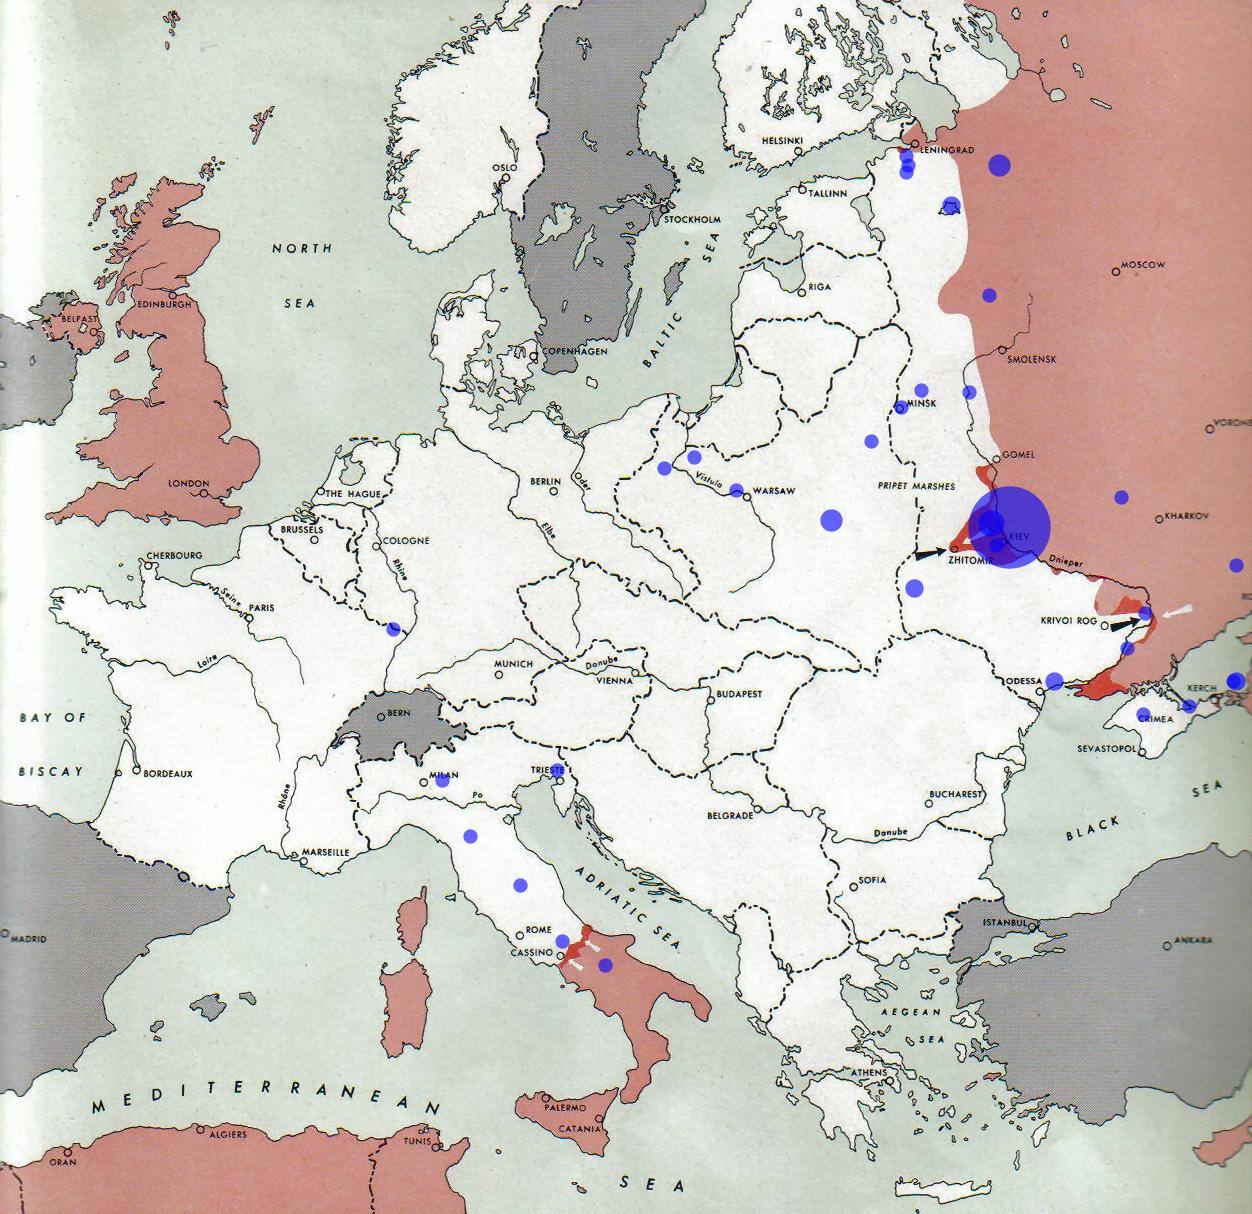 HELSINKI
LENINGRAD
OSLO
TALLINN
STOCKHOLM
NORTH
SEA
BALTIC SEA
MOSCOW
RIGA
EDINBURGH
BELFAST
COPENHAGEN
SMOLENSK
MINSK
GOMEL
LONDON
THE HAGUE
BERLIN
Oder
Vistula
WARSAW
PRIPET MARSHES
KHARKOV
BRUSSELS
COLOGNE
Elbe
KIEV
CHERBOURG
Rhine
ZHITOMIR
Dnieper
Seine
PARIS
KRIVOI ROG
Loire
MUNICH
Danube
VIENNA
ODESSA
BUDAPEST
KERCH
BAY OF
BISCAY
BERN
CRIMEA
SEVASTOPOL
BORDEAUX
MILAN
TRIESTE
Rhône
Po
BUCHAREST
BELGRADE
BLACK SEA
Danube
MARSEILLE
SOFIA
ADRIATIC SEA
MADRID
ROME
CASSINO
ISTANBUL
ANKARA
AEGEAN
SEA
ATHENS
MEDITERRANEAN
PALERMO
CATANIA
ALGIERS
TUNIS
ORAN
SEA